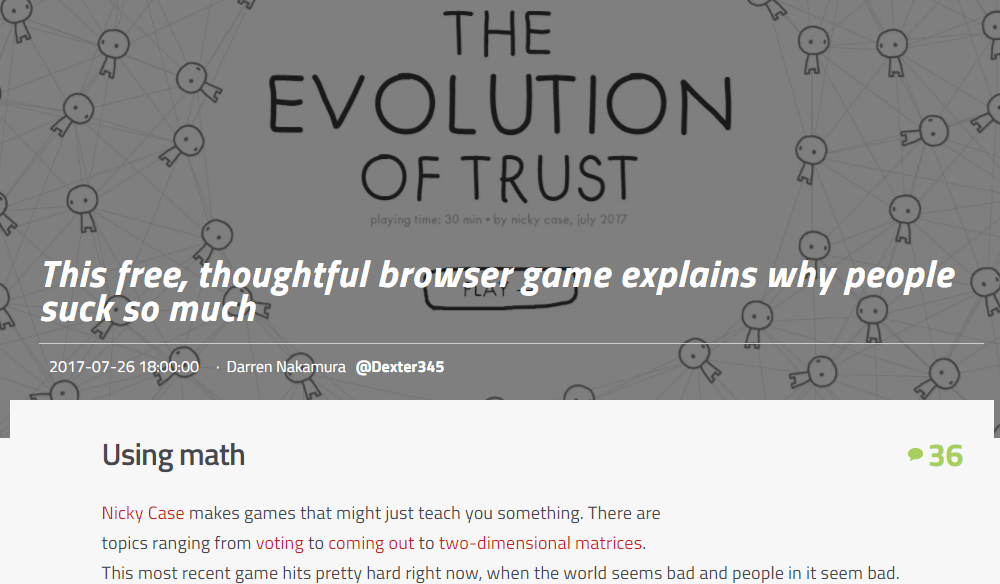 THE
EVOLUTION
OF TRUST
playing time: 30 min • by nicky case, july 2017
PLAY
This free, thoughtful browser game explains why people
suck so much
2017-07-26 18:00:00 · Darren Nakamura @Dexter345
Using math
36
Nicky Case makes games that might just teach you something. There are
topics ranging from voting to coming out to two-dimensional matrices.
This most recent game hits pretty hard right now, when the world seems bad and people in it seem bad.